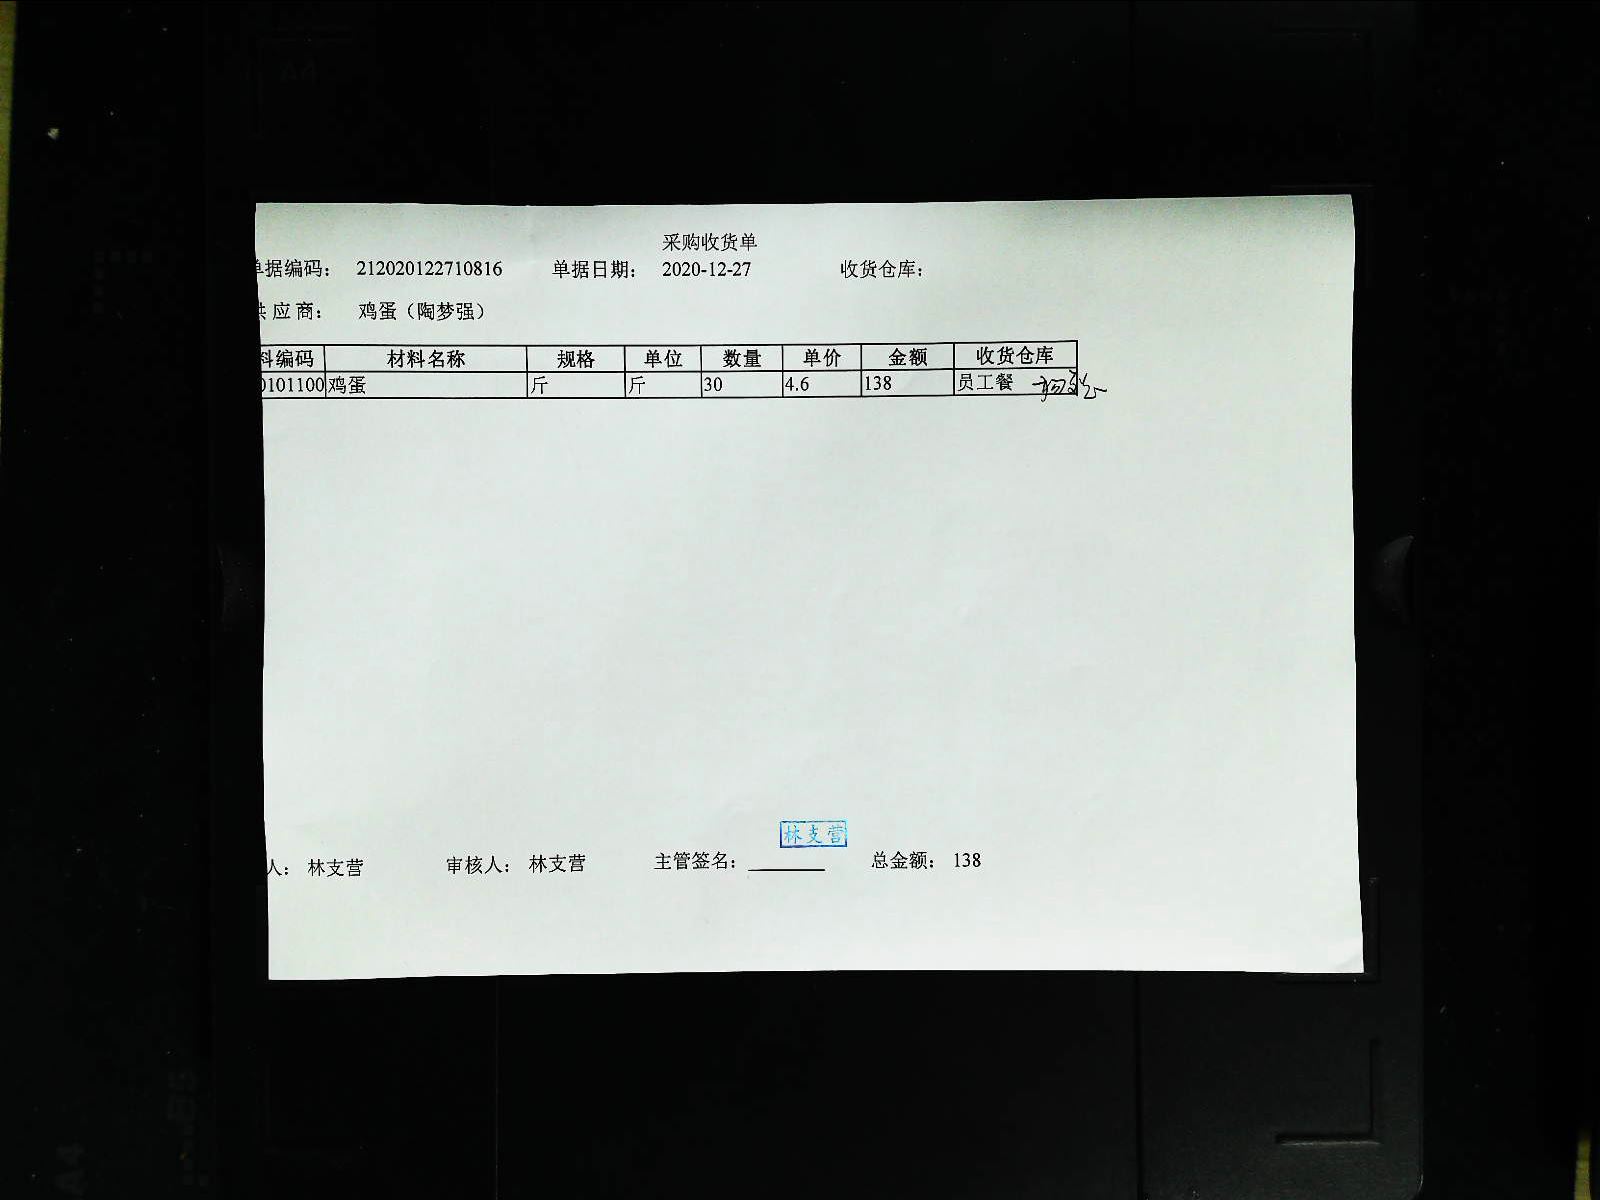 采购收货单
单据编码： 212020122710816 单据日期： 2020-12-27 收货仓库：
供应商： 鸡蛋（陶梦强）
料编码 材料名称 规格 单位 数量 单价 金额 收货仓库
0101100 鸡蛋 斤 斤 30 4.6 138 员工餐
林支营
人： 林支营 审核人： 林支营 主管签名： 总金额： 138